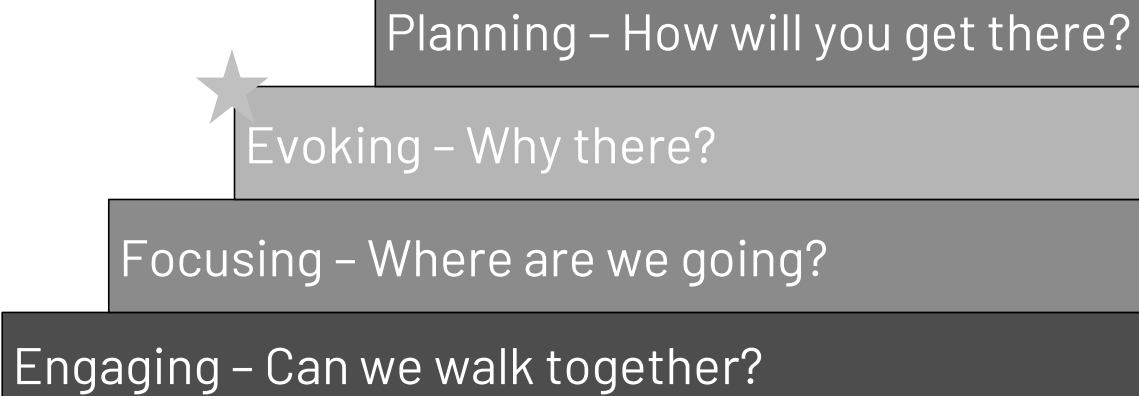 Planning – How will you get there?
Evoking – Why there?
Focusing – Where are we going?
Engaging – Can we walk together?